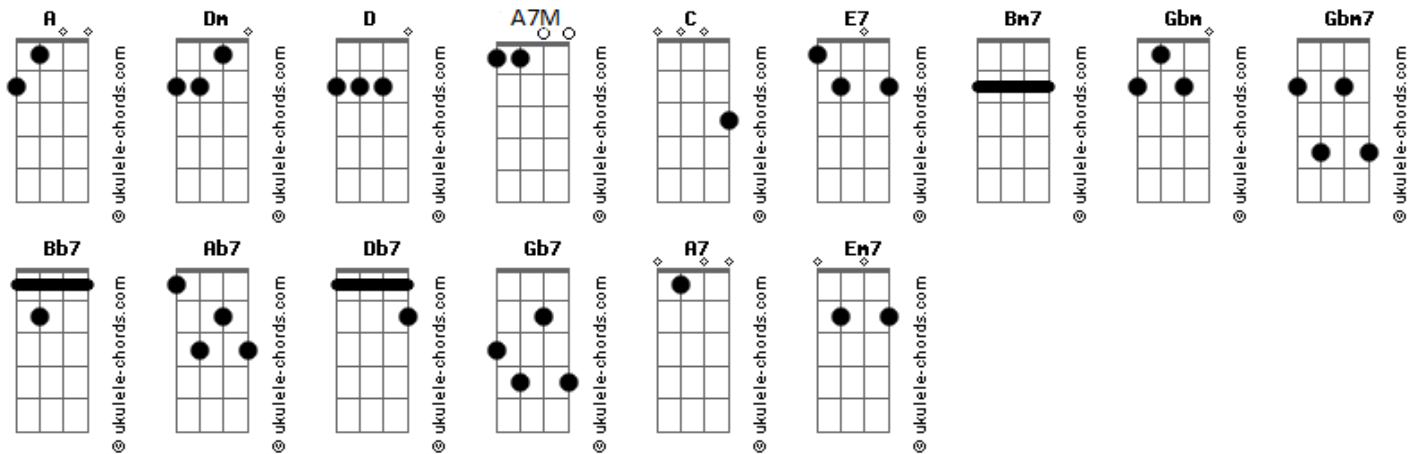 A Dm D A7M C E7 Bm7 Gbm Gbm7
© ukulele-chords.com © ukulele-chords.com © ukulele-chords.com © ukulele-chords.com © ukulele-chords.com © ukulele-chords.com © ukulele-chords.com © ukulele-chords.com © ukulele-chords.com
Bb7 Ab7 Db7 Gb7 A7 Em7
© ukulele-chords.com © ukulele-chords.com © ukulele-chords.com © ukulele-chords.com © ukulele-chords.com © ukulele-chords.com